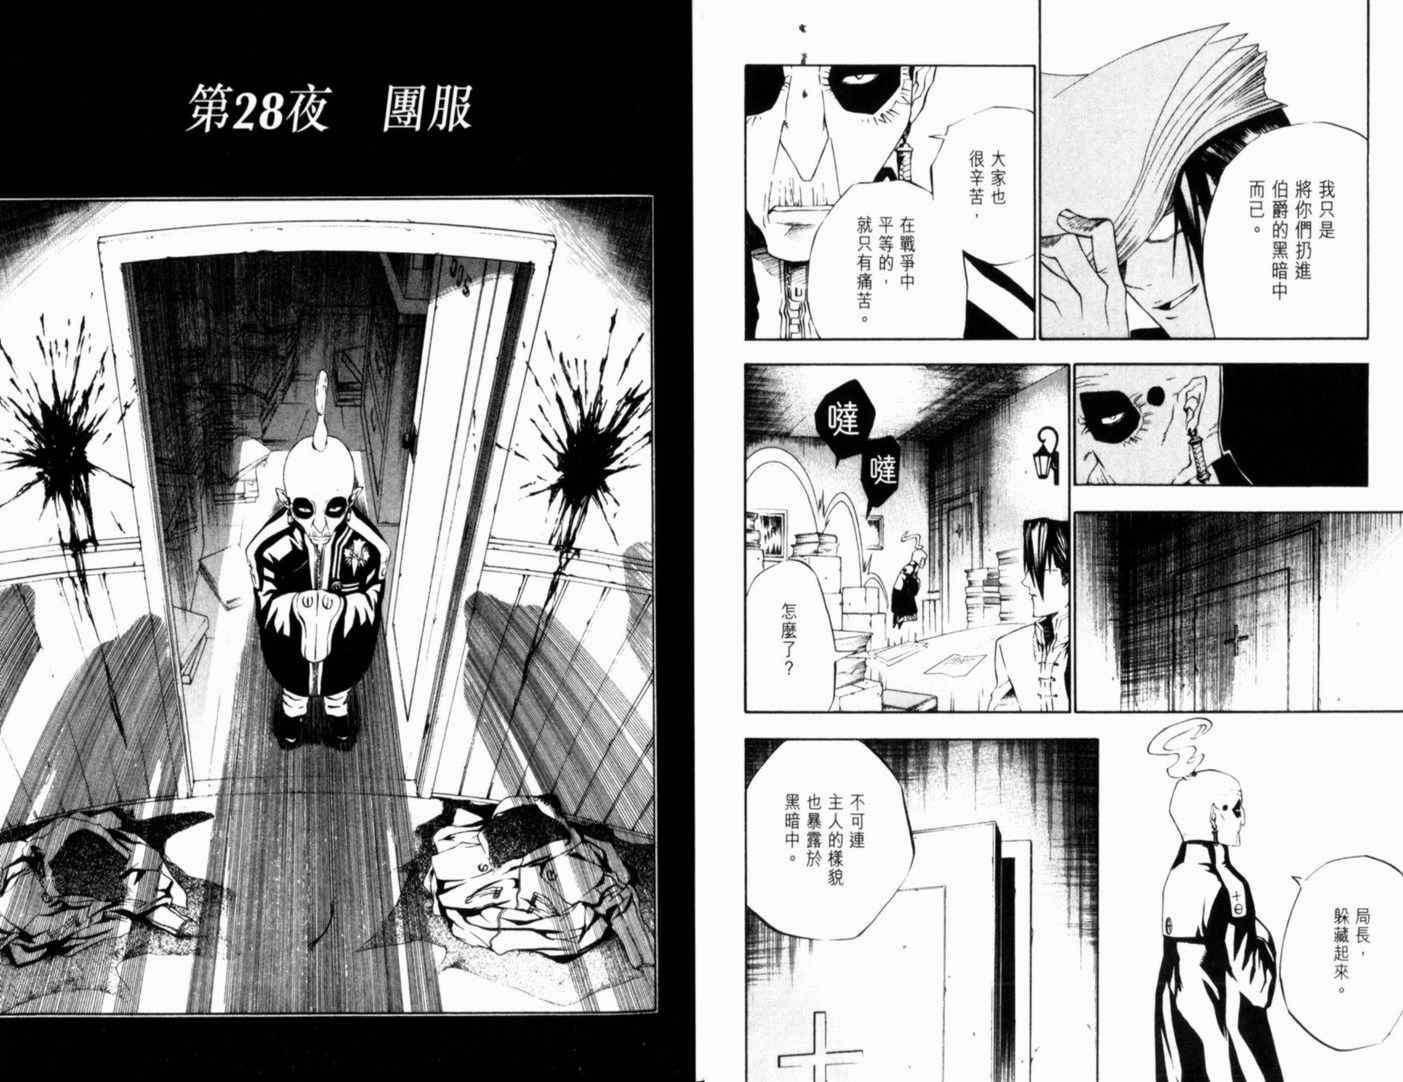 我只是
將你們扔進
伯爵的黑暗中
而已。
大家也
很辛苦，
在戰爭中
平等的，
就只有痛苦。
噠
噠
怎麼了？
局長，
躲藏起來。
不可連
主人的樣貌
也暴露於
黑暗中。
第28夜　團服